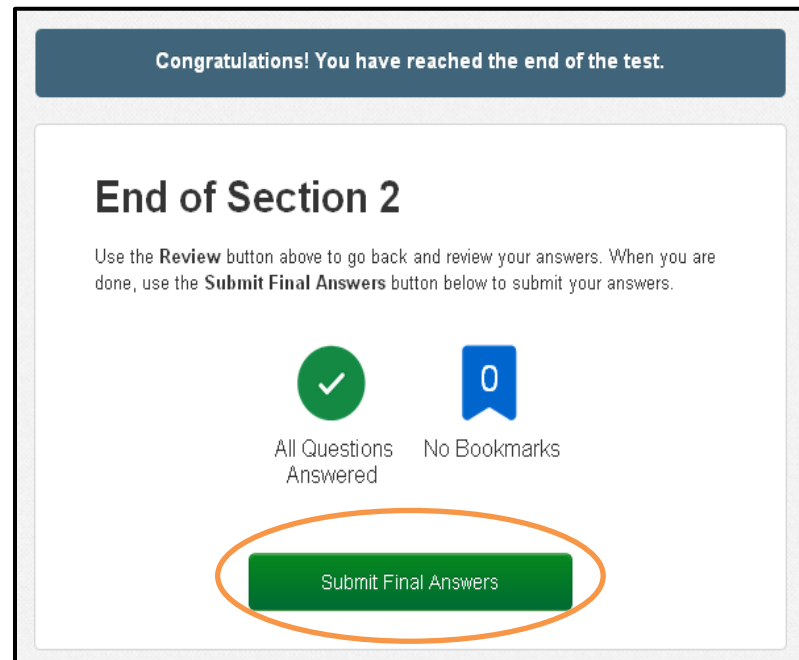 Congratulations! You have reached the end of the test.
End of Section 2
Use the Review button above to go back and review your answers. When you are
done, use the Submit Final Answers button below to submit your answers.
0
All Questions
Answered
No Bookmarks
Submit Final Answers